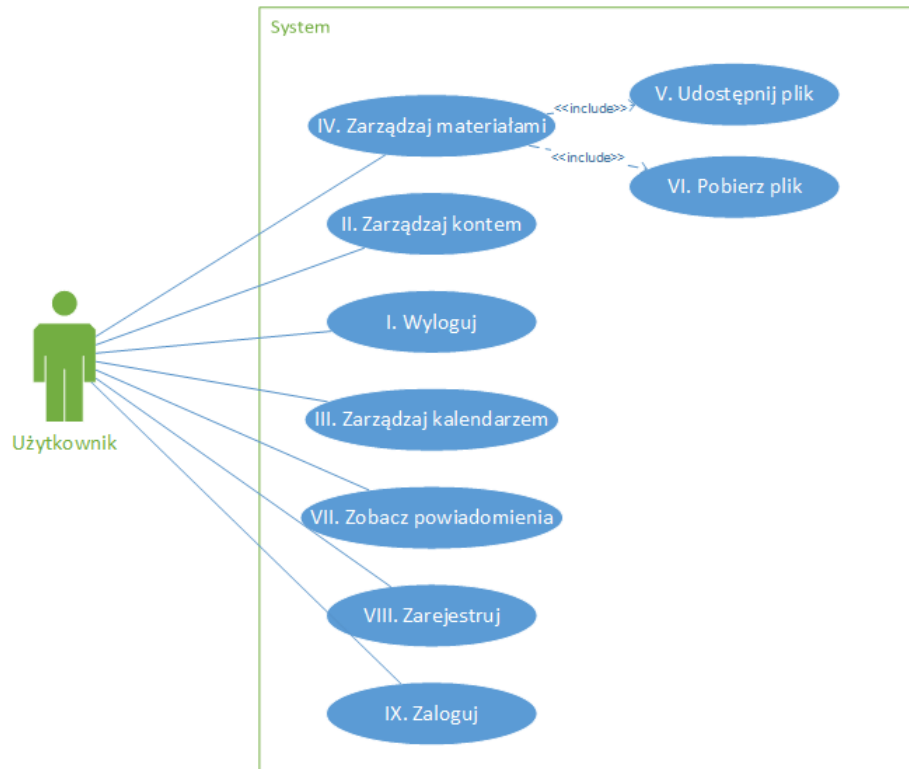 System
V. Udostępnij plik
<<include>>
IV. Zarządzaj materiałami
<<include>>
VI. Pobierz plik
II. Zarządzaj kontem
I. Wyloguj
III. Zarządzaj kalendarzem
Użytkownik
VII. Zobacz powiadomienia
VIII. Zarejestruj
IX. Zaloguj